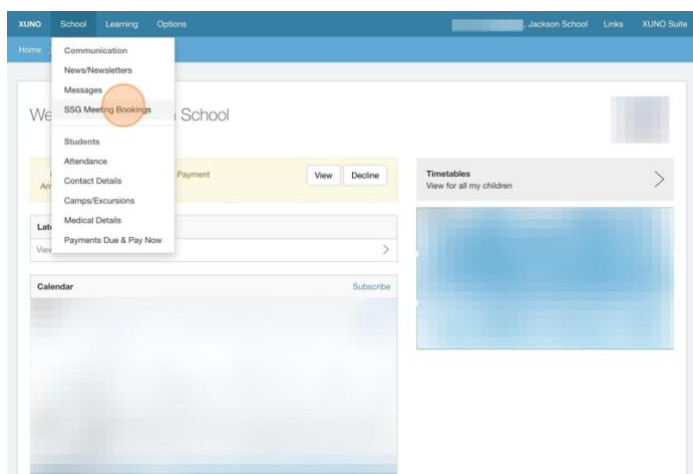 XUNO School Learning Options , Jackson School Links XUNO Suite
Home
Communication
News/Newsletters
Messages
SSG Meeting Bookings
We School
Students
Attendance
Contact Details
Camps/Excursions
Medical Details
Payments Due & Pay Now
Payment View Decline
Timetables
View for all my children
Calendar Subscribe